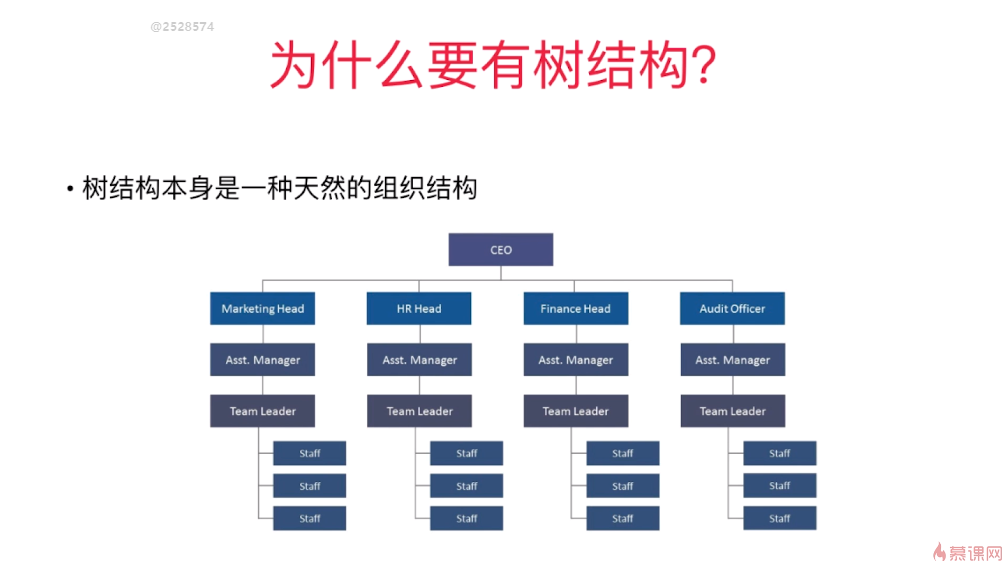 @2528574
为什么要有树结构?
• 树结构本身是一种天然的组织结构
CEO
Marketing Head HR Head Finance Head Audit Officer
Asst. Manager Asst. Manager Asst. Manager Asst. Manager
Team Leader Team Leader Team Leader Team Leader
Staff Staff Staff Staff
Staff Staff Staff Staff
Staff Staff Staff Staff
慕课网